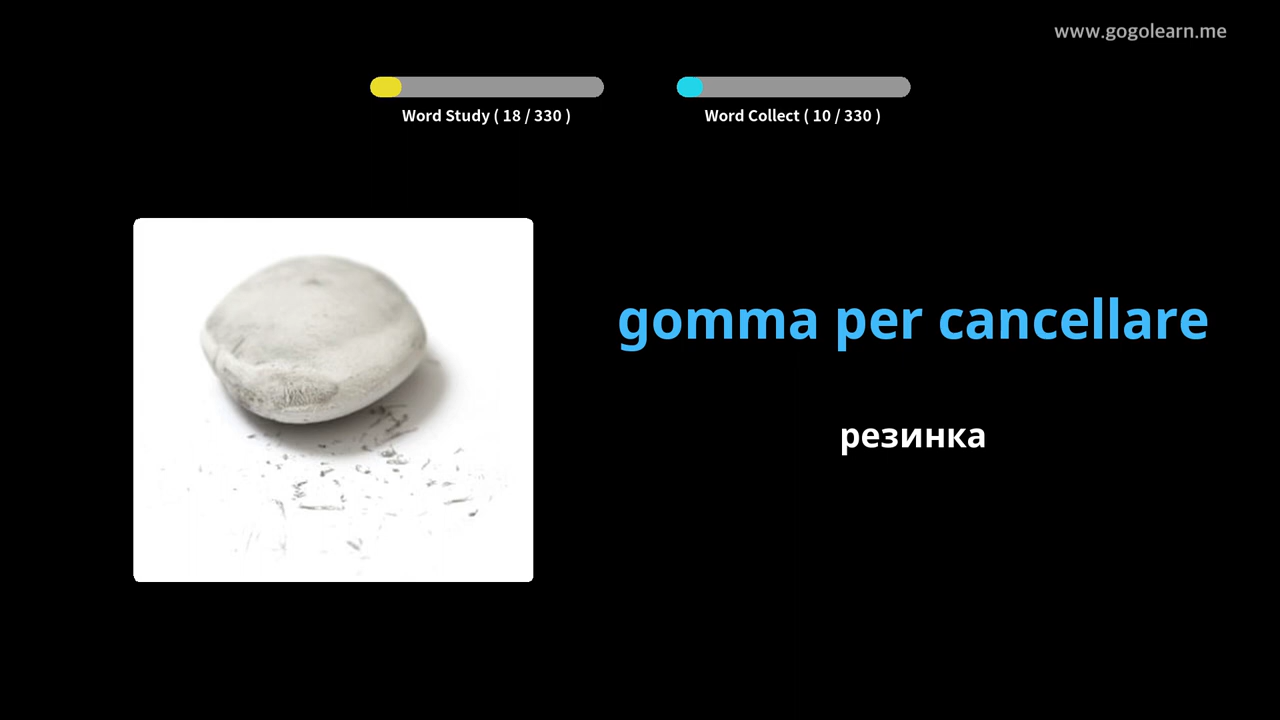 www.gogolearn.me
Word Study ( 18 / 330 )
Word Collect ( 10 / 330 )
gomma per cancellare
резинка